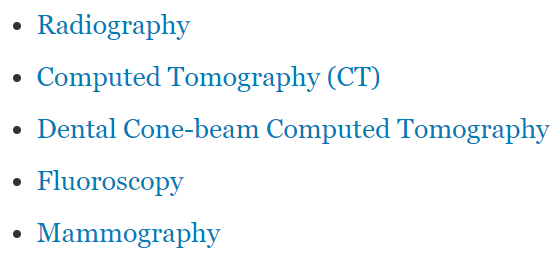 • Radiography
• Computed Tomography (CT)
• Dental Cone-beam Computed Tomography
• Fluoroscopy
• Mammography